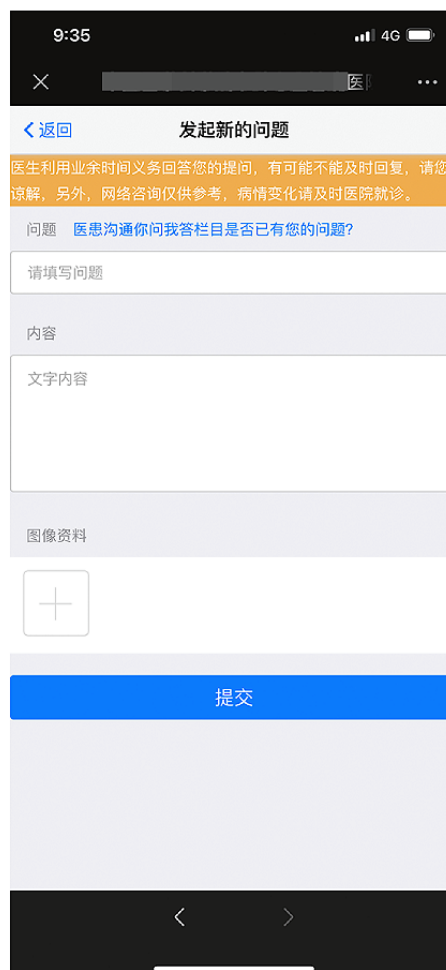 9:35
4G
医
返回
发起新的问题
医生利用业余时间义务回答您的提问，有可能不能及时回复，请您
谅解，另外，网络咨询仅供参考，病情变化请及时医院就诊。
问题 医患沟通你问我答栏目是否已有您的问题?
请填写问题
内容
文字内容
图像资料
提交